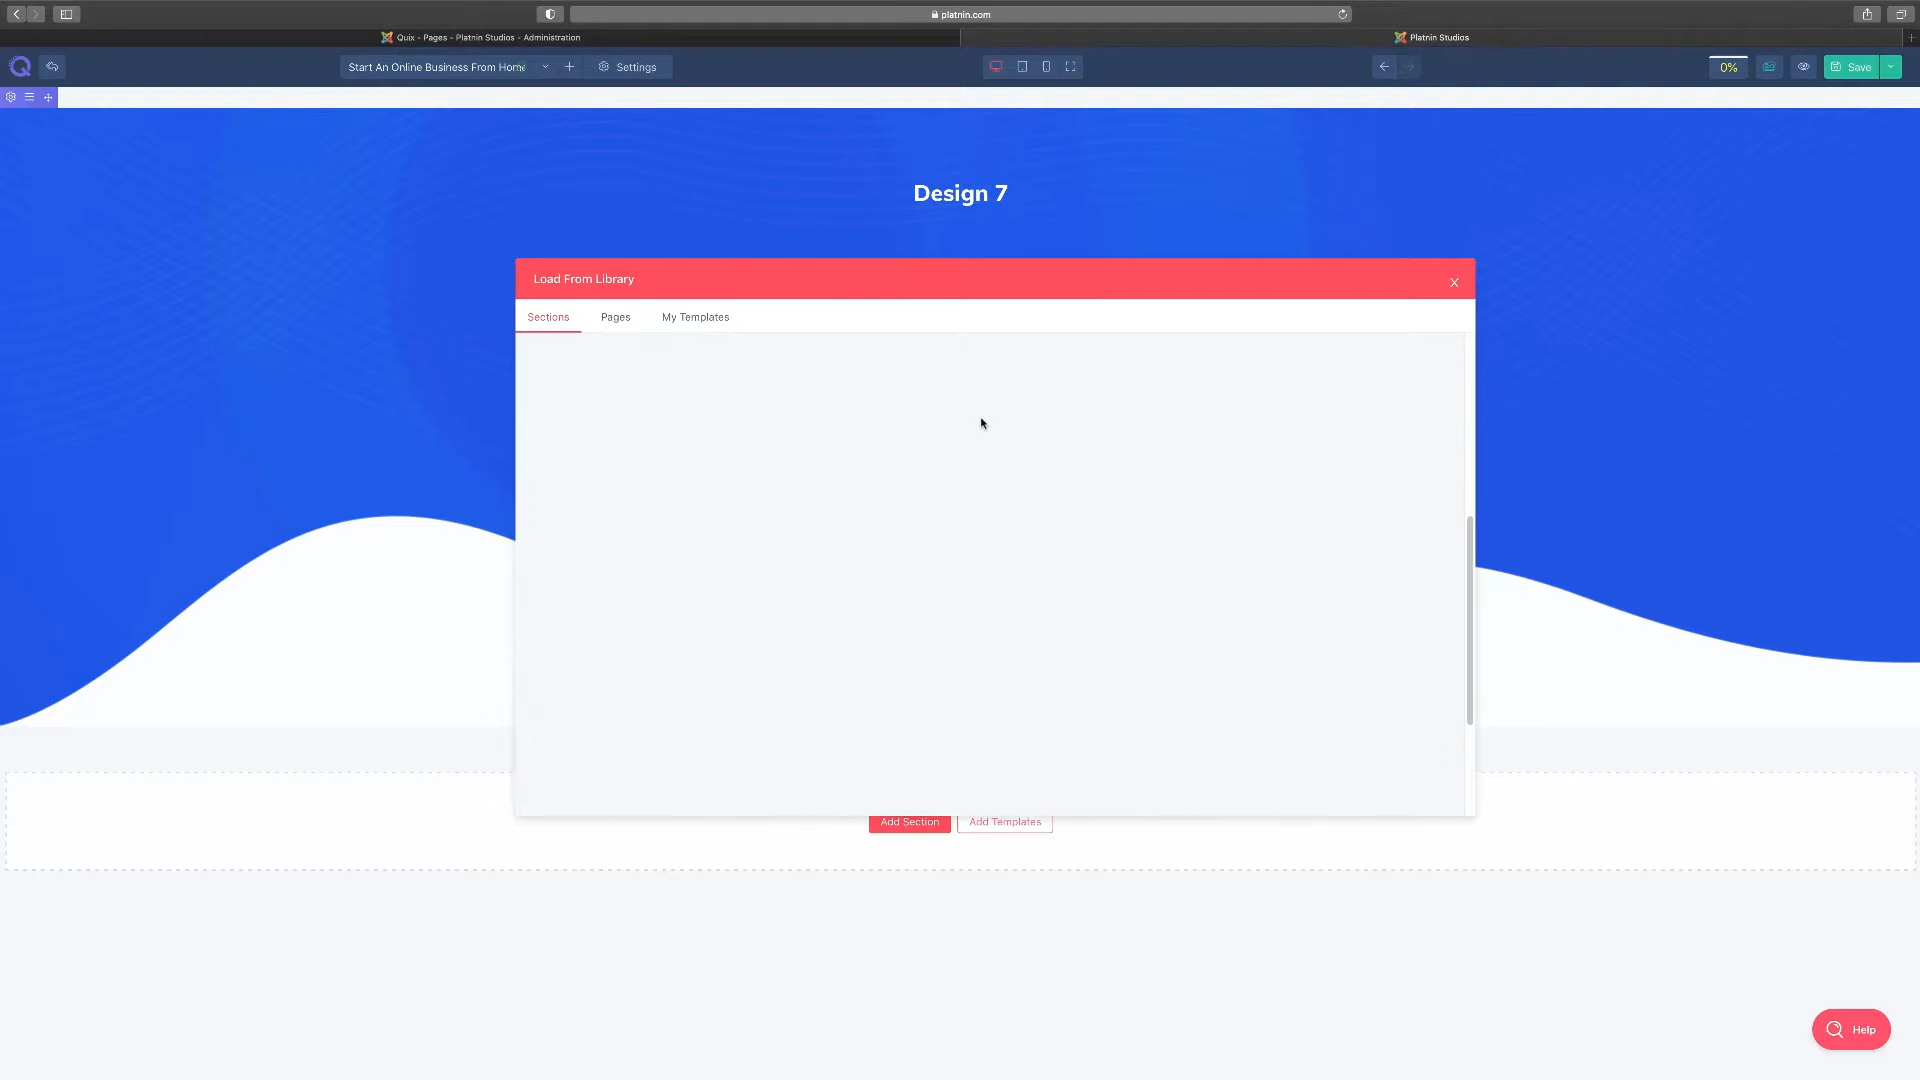 platnin.com
Quix - Pages - Platnin Studios - Administration
Platnin Studios
Start An Online Business From Home
Settings
0%
Save
Design 7
Load From Library
Sections
Pages
My Templates
Add Section
Add Templates
Help